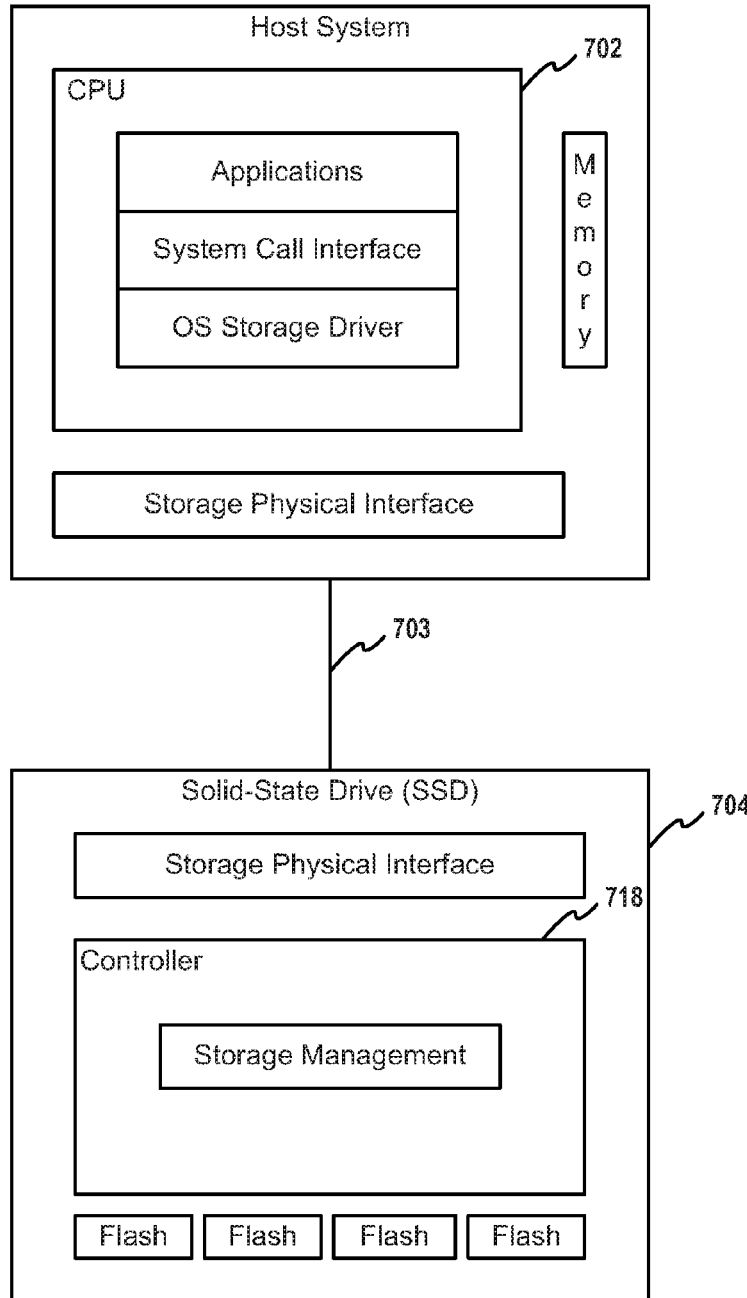 Host System
702
CPU
Applications
System Call Interface
OS Storage Driver
Memory
Storage Physical Interface
703
Solid-State Drive (SSD)
704
Storage Physical Interface
718
Controller
Storage Management
Flash Flash Flash Flash